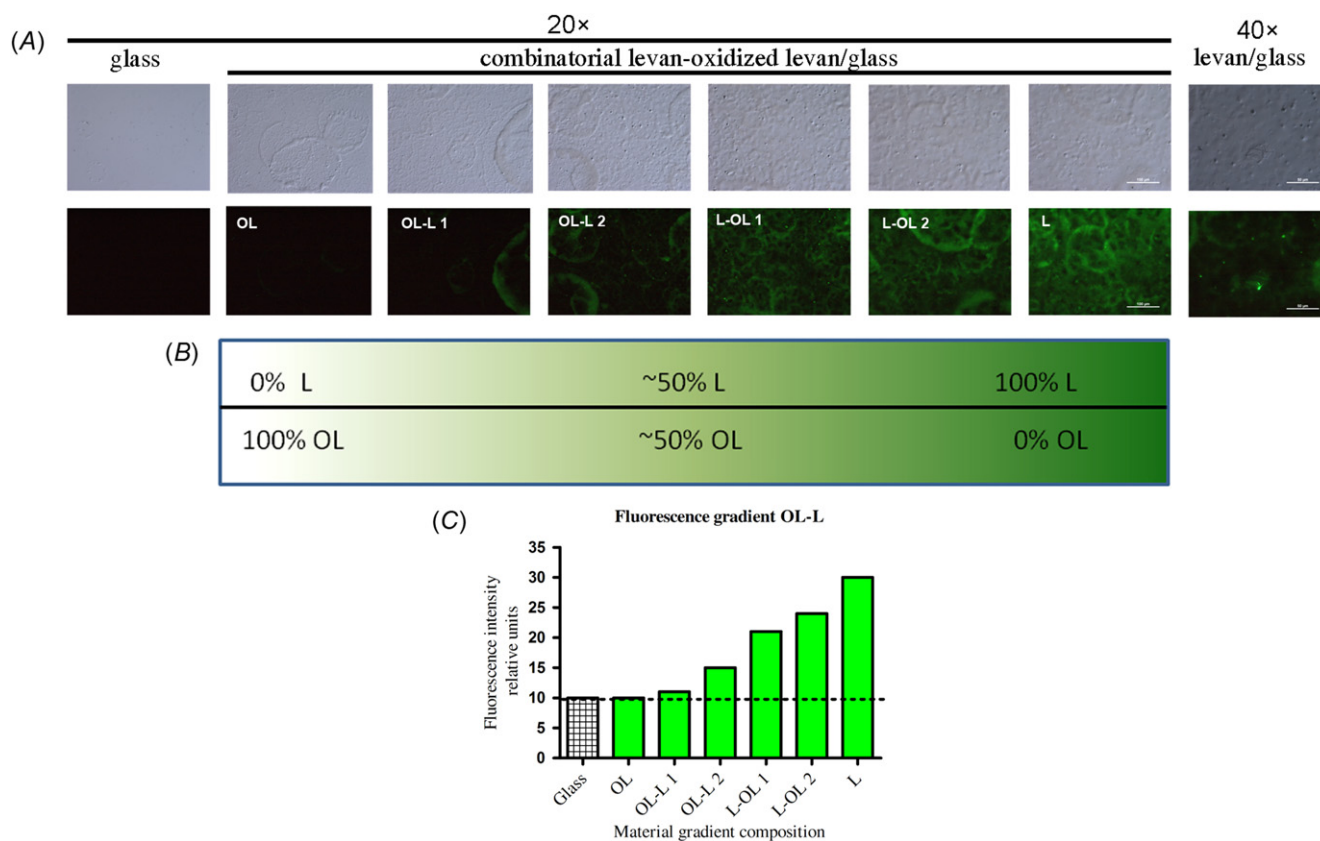 (A)
20×
40×
glass
combinatorial levan-oxidized levan/glass
levan/glass
OL
OL-L 1
OL-L 2
L-OL 1
L-OL 2
L
(B)
0% L
~50% L
100% L
100% OL
~50% OL
0% OL
(C)
Fluorescence gradient OL-L
Fluorescence intensity
relative units
35
30
25
20
15
10
5
0
Glass
OL
OL-L 1
OL-L 2
L-OL 1
L-OL 2
L
Material gradient composition